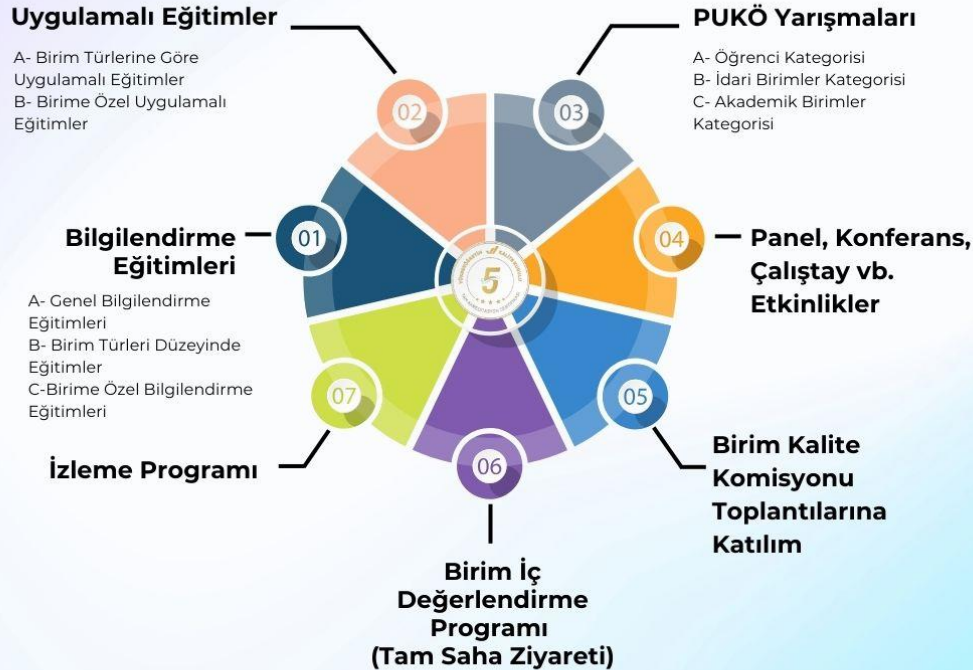 Uygulamalı Eğitimler
A- Birim Türlerine Göre
Uygulamalı Eğitimler
B- Birime Özel Uygulamalı
Eğitimler
PUKÖ Yarışmaları
A- Öğrenci Kategorisi
B- İdari Birimler Kategorisi
C- Akademik Birimler
Kategorisi
02
03
Bilgilendirme
Eğitimleri
A- Genel Bilgilendirme
Eğitimleri
B- Birim Türleri Düzeyinde
Eğitimler
C-Birime Özel Bilgilendirme
Eğitimleri
01
04
Panel, Konferans,
Çalıştay vb.
Etkinlikler
5
07
05
İzleme Programı
06
Birim Kalite
Komisyonu
Toplantılarına
Katılım
Birim İç
Değerlendirme
Programı
(Tam Saha Ziyareti)